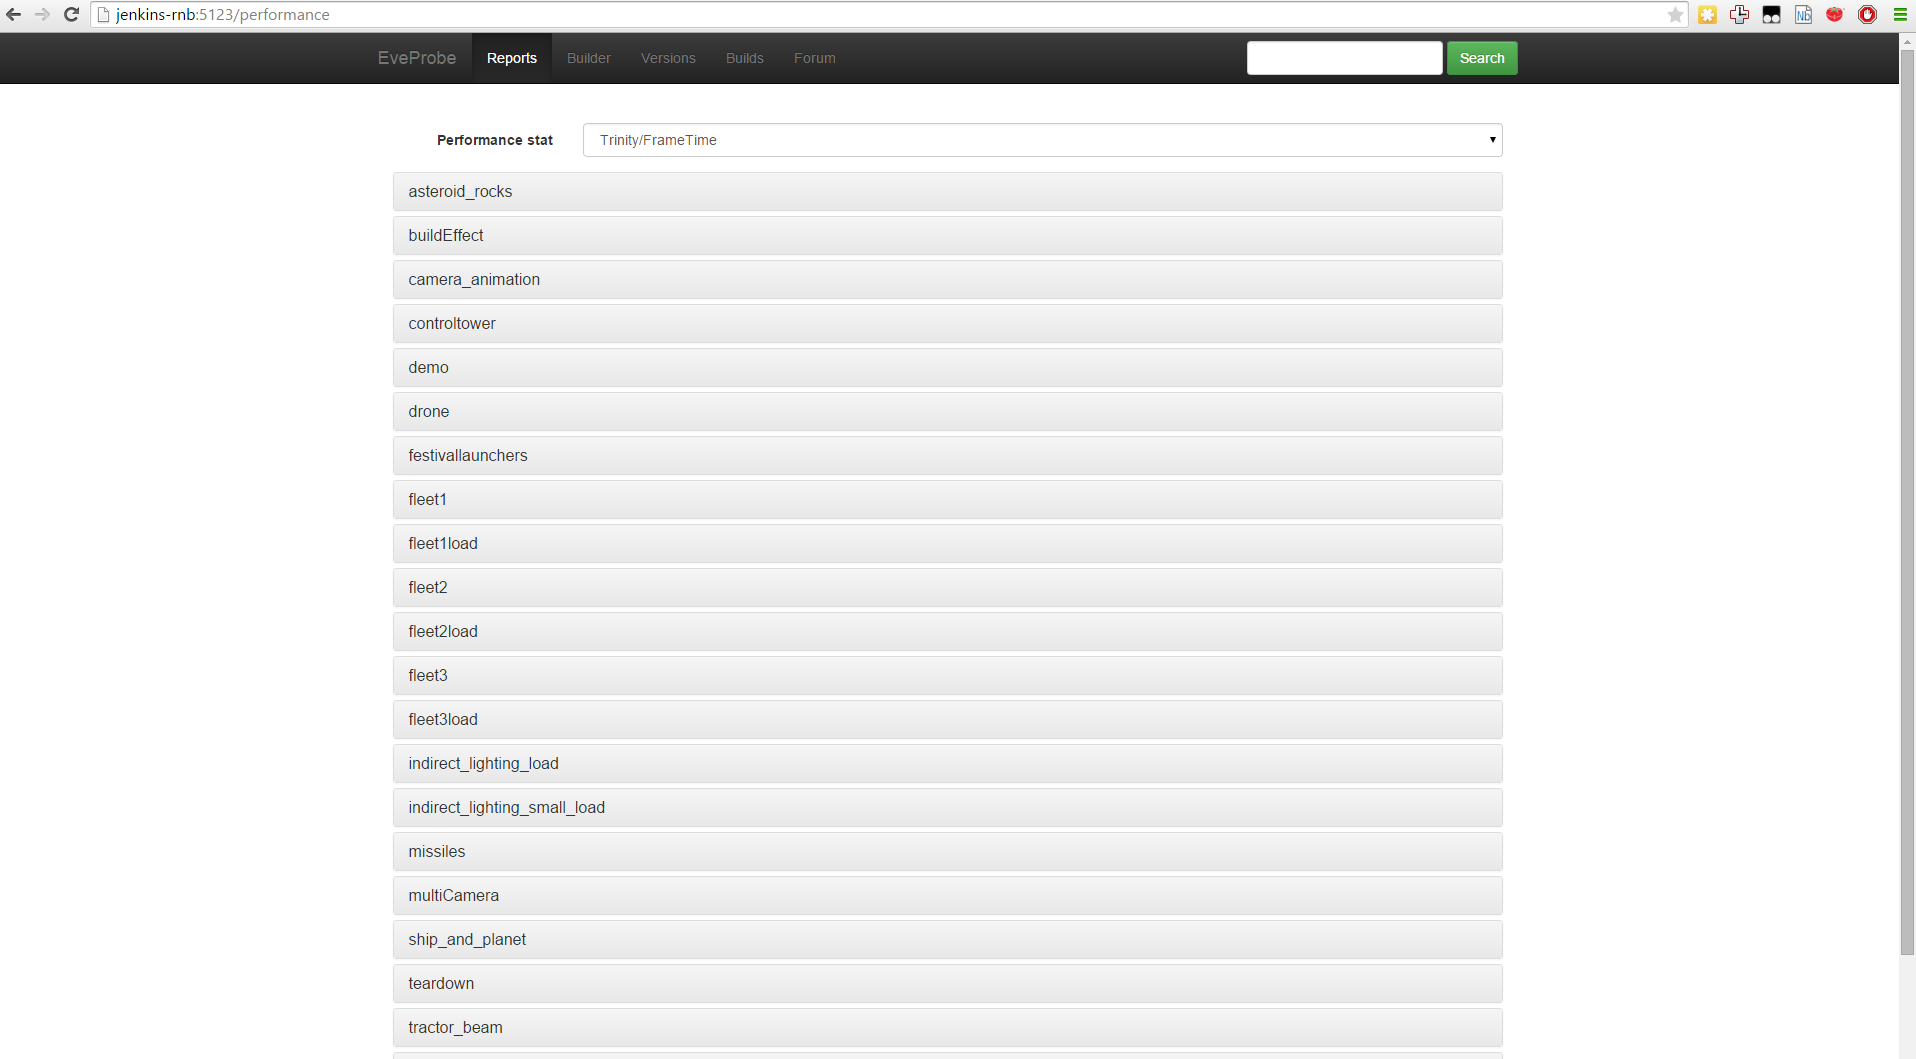 jenkins-rnb:5123/performance
EveProbe Reports Builder Versions Builds Forum Search
Performance stat Trinity/FrameTime
asteroid_rocks
buildEffect
camera_animation
controltower
demo
drone
festivallaunchers
fleet1
fleet1load
fleet2
fleet2load
fleet3
fleet3load
indirect_lighting_load
indirect_lighting_small_load
missiles
multiCamera
ship_and_planet
teardown
tractor_beam